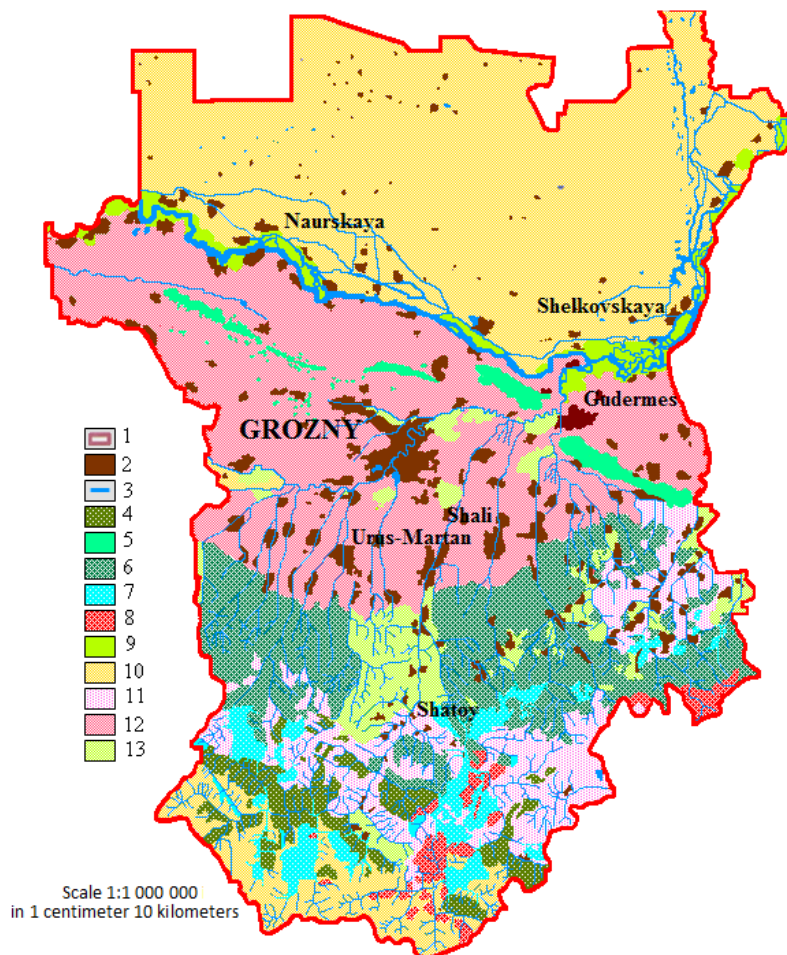 Naurskaya
Shelkovskaya
Gudermes
GROZNY
Shali
Urus-Martan
Shatoy
1
2
3
4
5
6
7
8
9
10
11
12
13
Scale 1:1 000 000
in 1 centimeter 10 kilometers